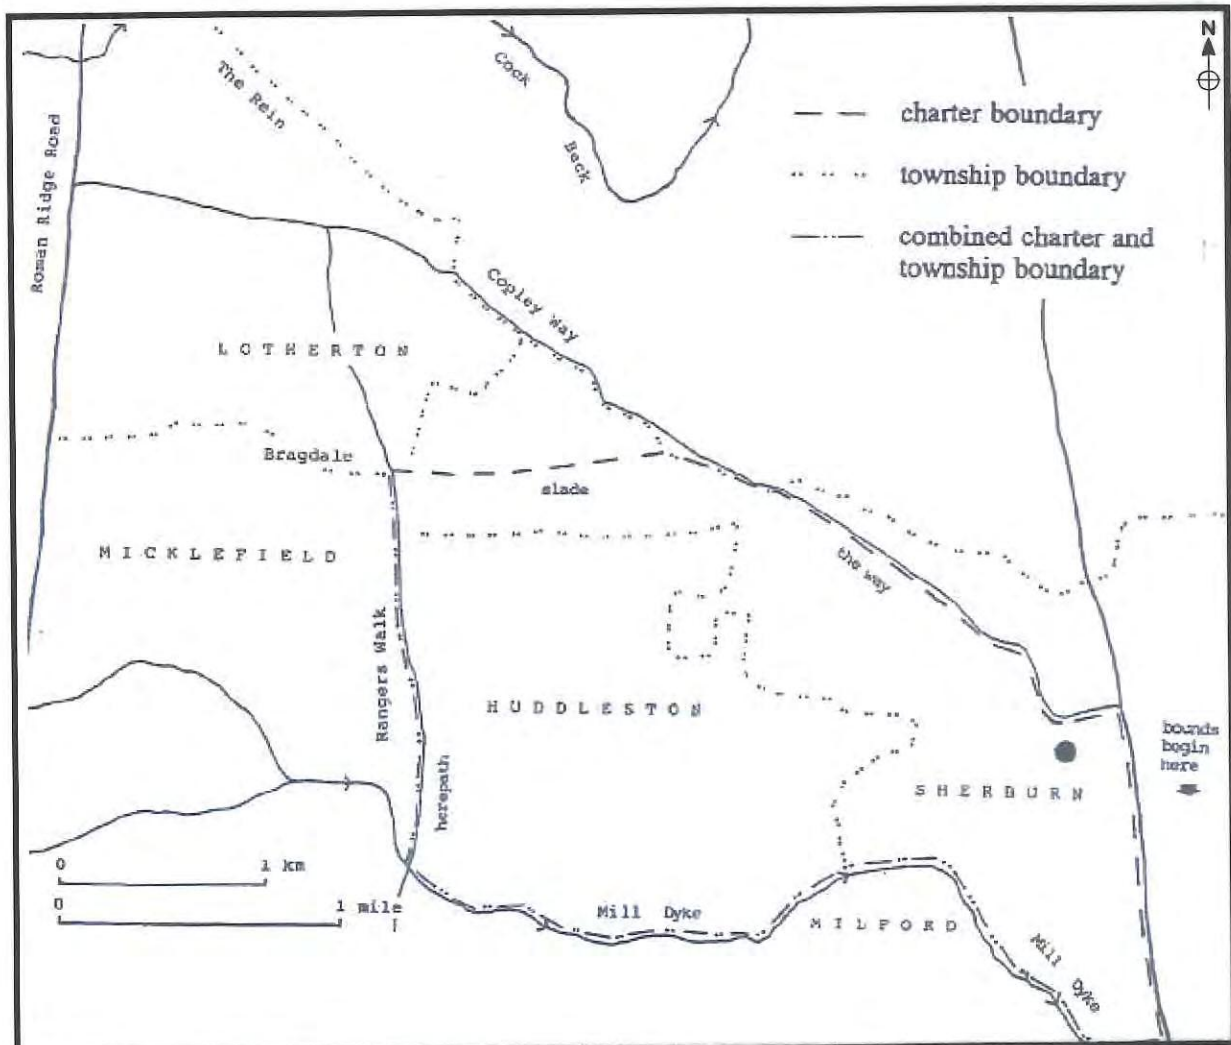 N
The Rein
Cock
Beck
Roman Ridge Road
charter boundary
township boundary
combined charter and
township boundary
Copley Way
LOTHERTON
Bragdale
slade
MICKLEFIELD
the way
Rangers Walk
HUDDLESTON
herepath
bounds
begin
here
SHERBURN
0 1 km
0 1 mile
Mill Dyke
MILFORD
Mill
Dyke